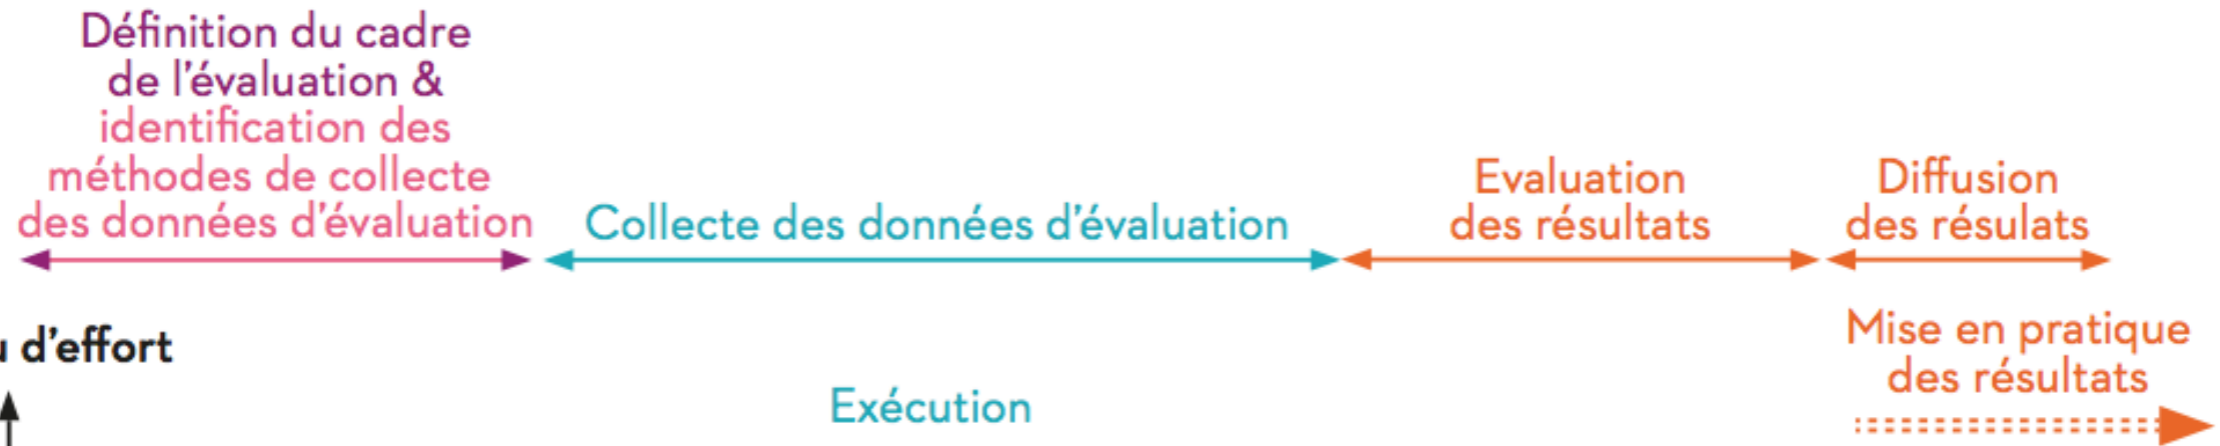 Définition du cadre
de l'évaluation &
identification des
méthodes de collecte
des données d'évaluation
Collecte des données d'évaluation
Evaluation
des résultats
Diffusion
des résulats
d'effort
Mise en pratique
des résultats
Exécution